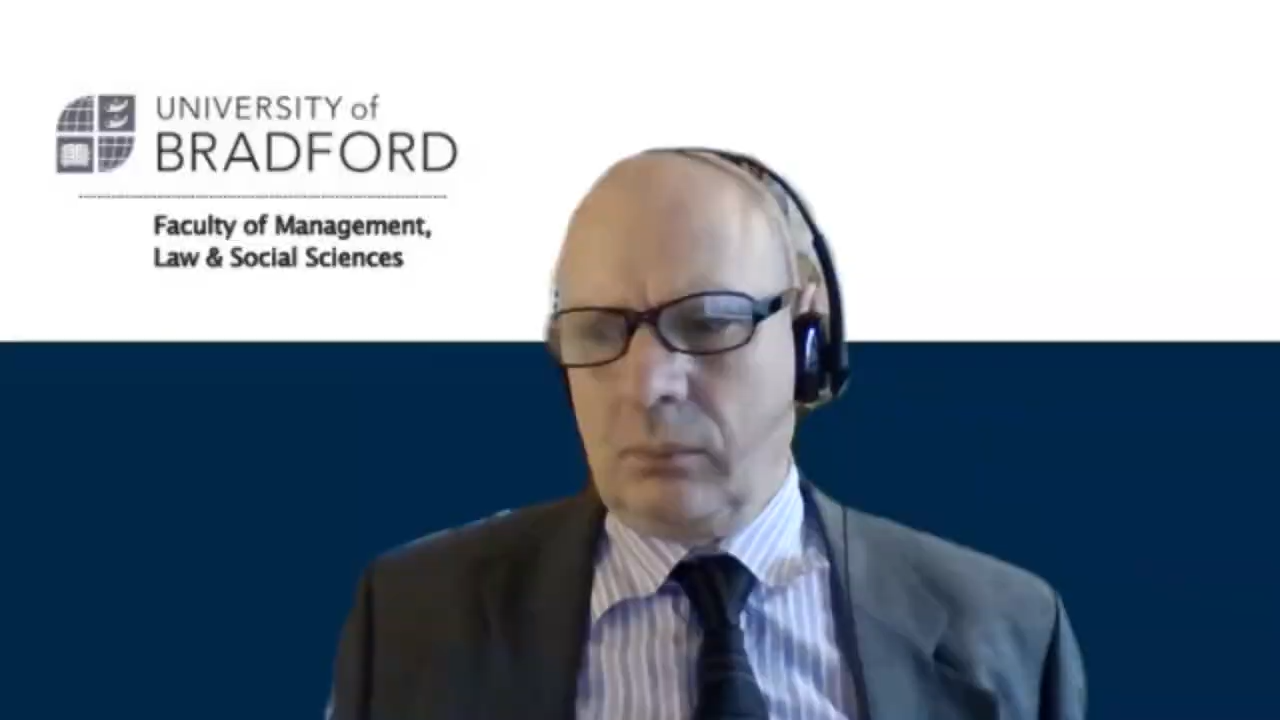 UNIVERSITY of
BRADFORD
Faculty of Management,
Law & Social Sciences